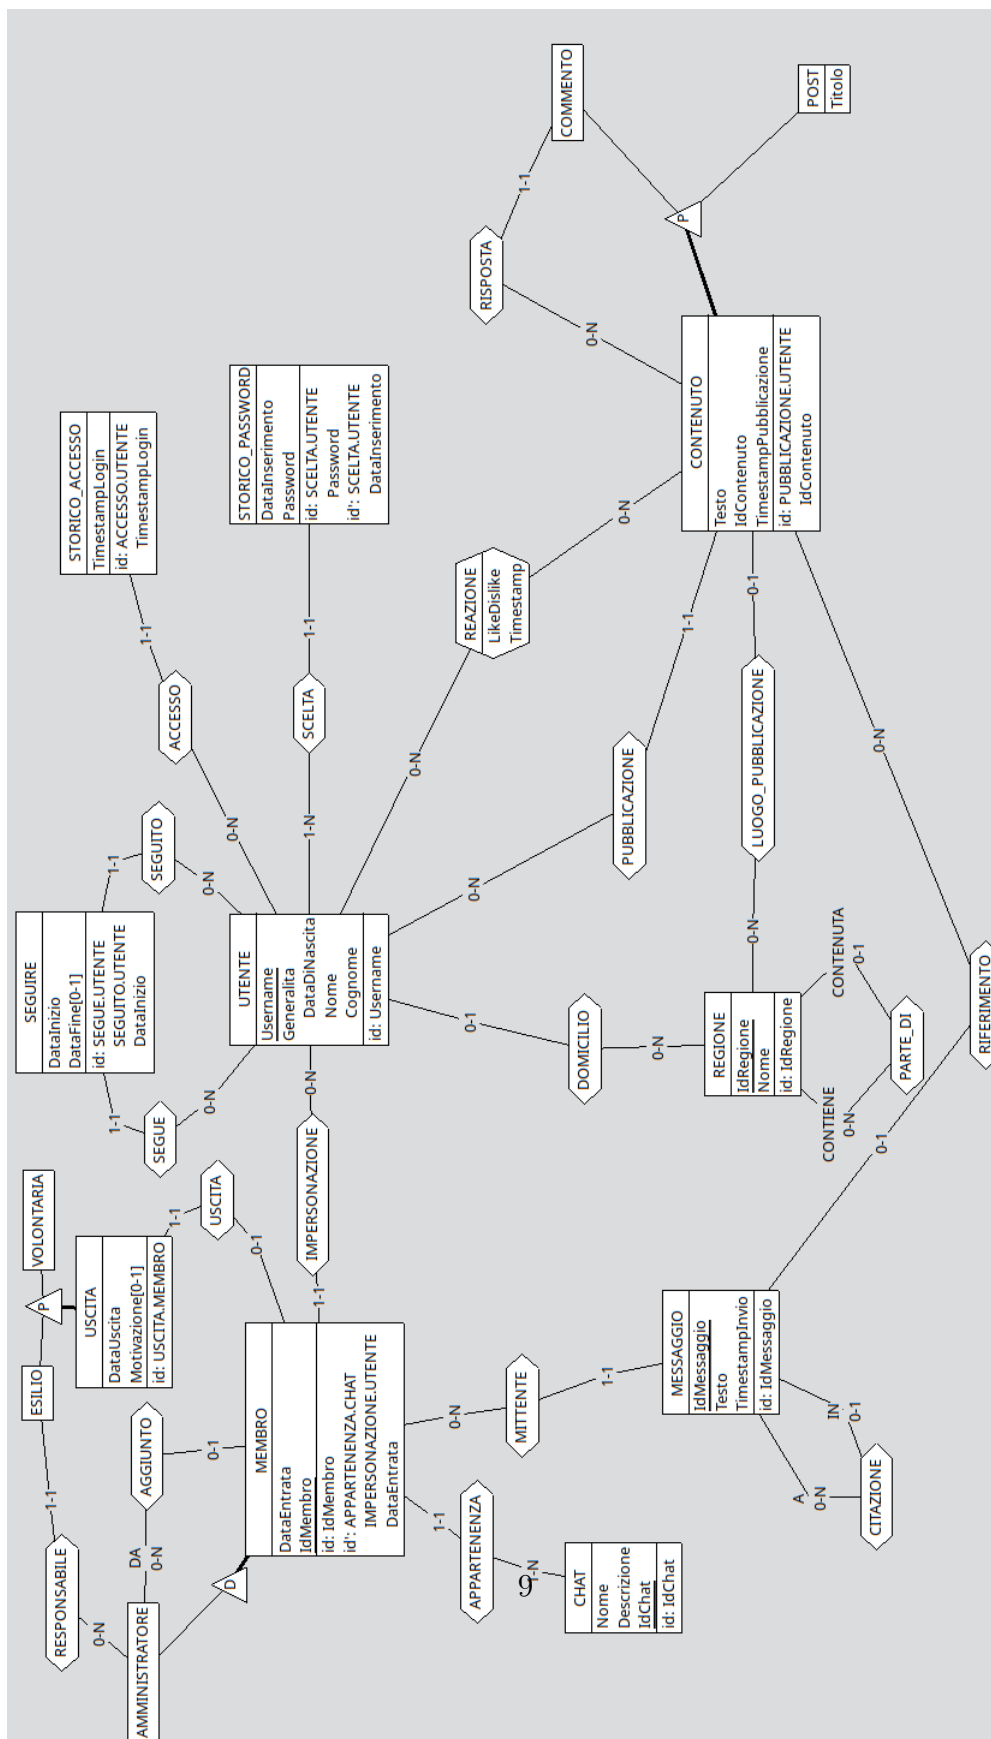 AMMINISTRATORE
0-N
RESPONSABILE
1-1
ESILIO
P
VOLONTARIA
DA
0-N
AGGIUNTO
0-1
USCITA
DataUscita
Motivazione[0-1]
id: USCITA.MEMBRO
1-1
USCITA
0-1
D
MEMBRO
DataEntrata
IdMembro
id: IdMembro
id': APPARTENENZA.CHAT
IMPERSONAZIONE.UTENTE
DataEntrata
1-1
IMPERSONAZIONE
0-N
SEGUIRE
DataInizio
DataFine[0-1]
id: SEGUE.UTENTE
SEGUITO.UTENTE
DataInizio
1-1
SEGUE
0-N
1-1
SEGUITO
0-N
UTENTE
Username
Generalita
DataDiNascita
Nome
Cognome
id: Username
0-N
ACCESSO
1-1
STORICO_ACCESSO
TimestampLogin
id: ACCESSO.UTENTE
TimestampLogin
1-N
SCELTA
1-1
STORICO_PASSWORD
DataInserimento
Password
id: SCELTA.UTENTE
Password
id': SCELTA.UTENTE
DataInserimento
0-N
REAZIONE
LikeDislike
Timestamp
0-N
RISPOSTA
1-1
0-N
COMMENTO
P
POST
Titolo
0-N
PUBBLICAZIONE
1-1
CONTENUTO
Testo
IdContenuto
TimestampPubblicazione
id: PUBBLICAZIONE.UTENTE
IdContenuto
0-1
DOMICILIO
0-N
0-N
LUOGO_PUBBLICAZIONE
0-1
REGIONE
IdRegione
Nome
id: IdRegione
CONTIENE
0-N
CONTENUTA
0-1
PARTE_DI
1-1
APPARTENENZA
1-N
CHAT
Nome
Descrizione
IdChat
id: IdChat
0-N
MITTENTE
1-1
MESSAGGIO
IdMessaggio
Testo
TimestampInvio
id: IdMessaggio
A
0-N
IN
0-1
CITAZIONE
0-1
RIFERIMENTO
0-N
9